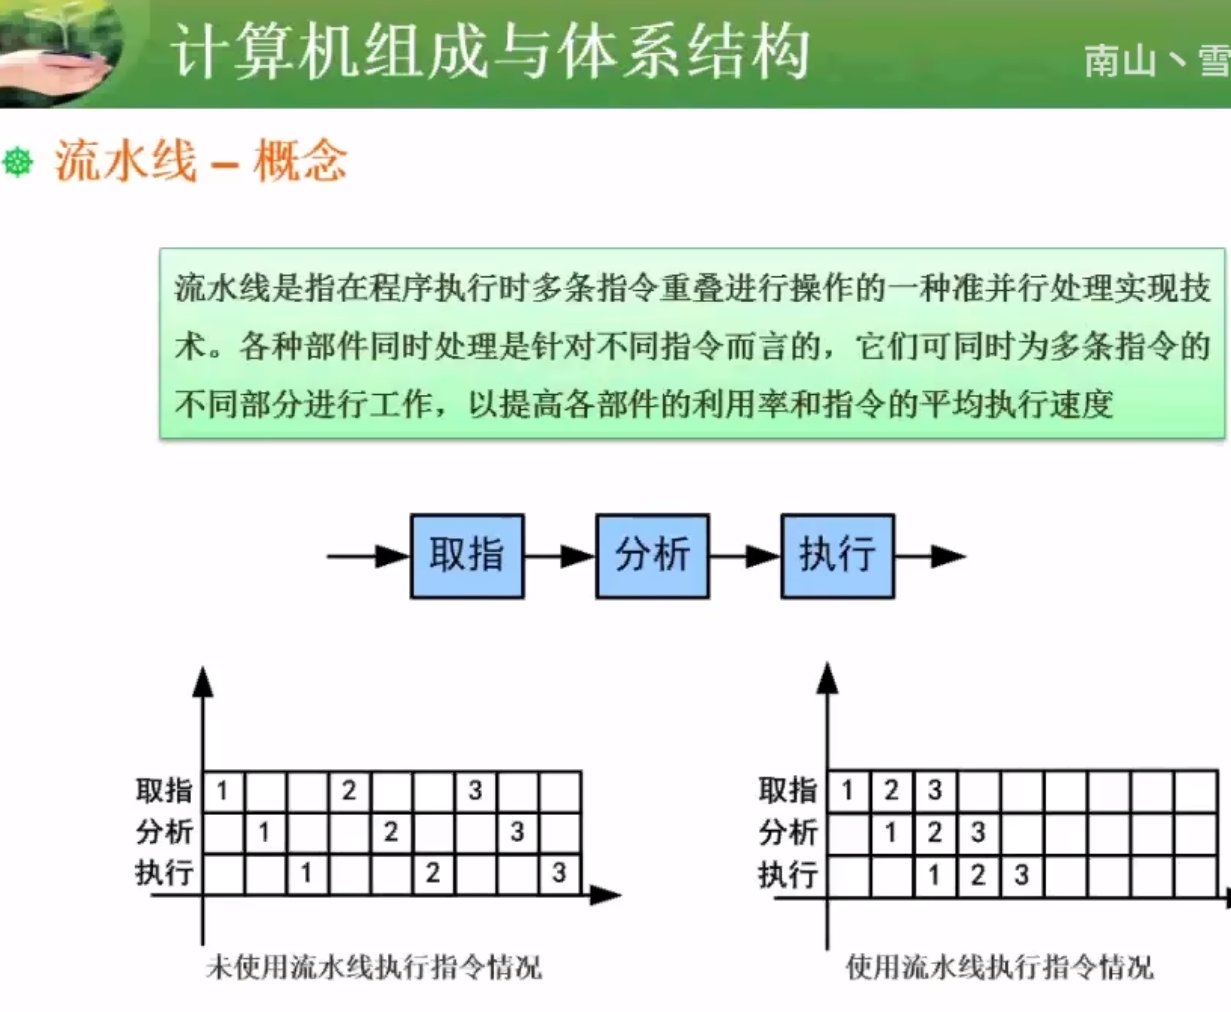 计算机组成与体系结构
南山丶雪
流水线 – 概念
流水线是指在程序执行时多条指令重叠进行操作的一种准并行处理实现技
术。各种部件同时处理是针对不同指令而言的，它们可同时为多条指令的
不同部分进行工作，以提高各部件的利用率和指令的平均执行速度
取指 分析 执行
取指 1 2 3
分析 1 2 3
执行 1 2 3
未使用流水线执行指令情况
取指 1 2 3
分析 1 2 3
执行 1 2 3
使用流水线执行指令情况